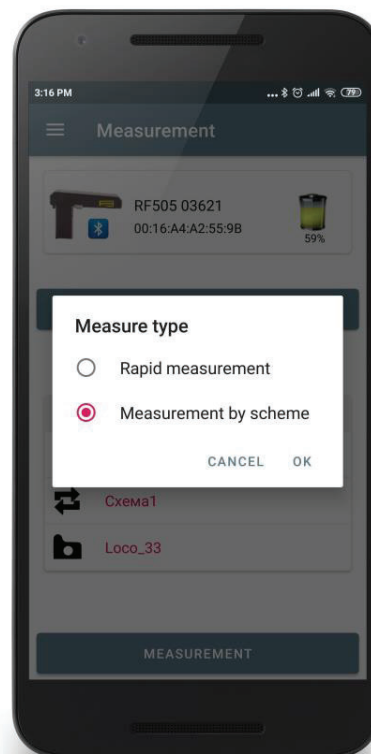 3:16 PM
79
Measurement
RF505 03621
00:16:A4:A2:55:9B
59%
Measure type
Rapid measurement
Measurement by scheme
CANCEL OK
Схема1
Loco_33
MEASUREMENT